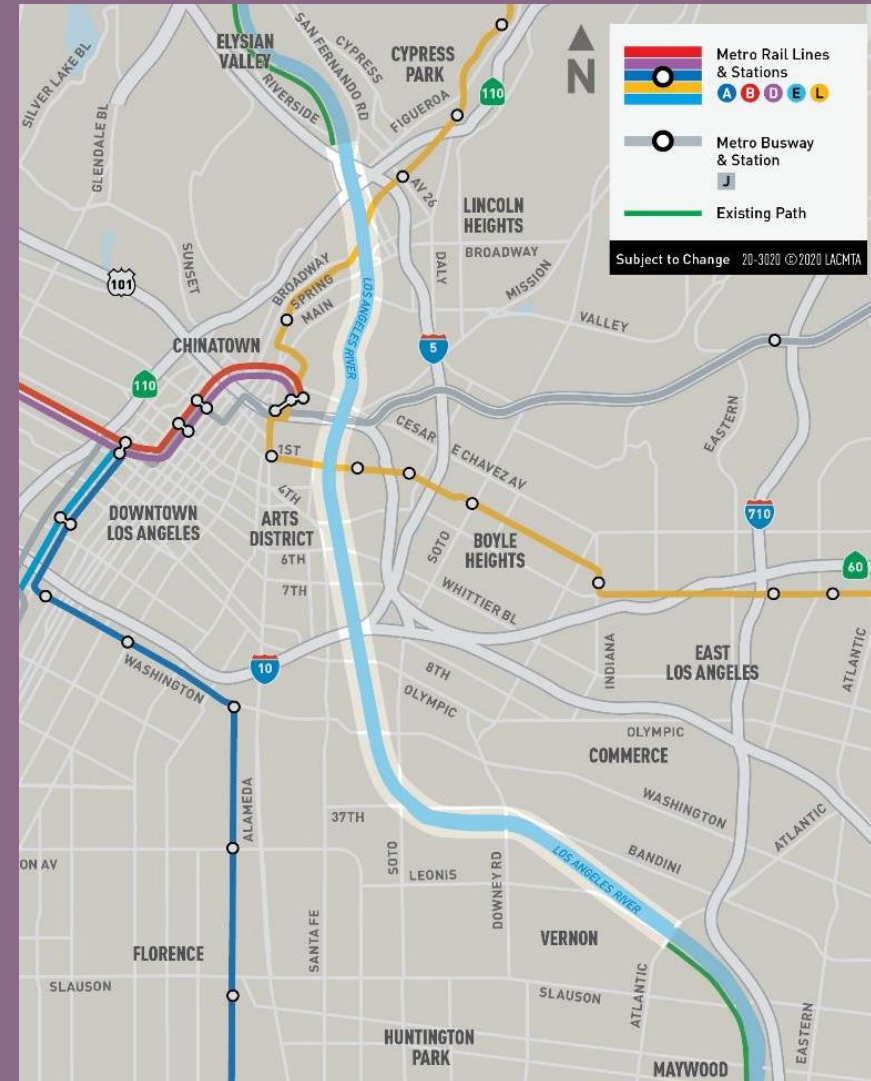 ELYSIAN
VALLEY
SAN FERNANDO RD
CYPRESS
CYPRESS
PARK
SILVER LAKE BL
GLENDALE BL
RIVERSIDE
FIGUEROA
110
N
Metro Rail Lines
& Stations
A B D E L
Metro Busway
& Station
J
Existing Path
Subject to Change 20-3020 ©2020 LACMTA
AV 26
LINCOLN
HEIGHTS
BROADWAY
DALY
MISSION
SUNSET
101
BROADWAY
SPRING
MAIN
LOS ANGELES RIVER
VALLEY
CHINATOWN
5
110
EASTERN
CESAR
E CHAVEZ AV
1ST
4TH
DOWNTOWN
LOS ANGELES
ARTS
DISTRICT
6TH
7TH
SOTO
BOYLE
HEIGHTS
710
60
WHITTIER BL
INDIANA
EAST
LOS ANGELES
ATLANTIC
10
WASHINGTON
8TH
OLYMPIC
OLYMPIC
COMMERCE
WASHINGTON
ATLANTIC
ALAMEDA
37TH
SOTO
LEONIS
DOWNEY RD
BANDINI
LOS ANGELES RIVER
ON AV
SANTA FE
VERNON
FLORENCE
SLAUSON
SLAUSON
ATLANTIC
EASTERN
HUNTINGTON
PARK
MAYWOOD